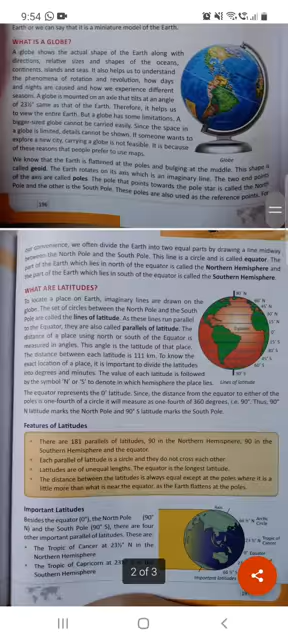 9:54
Earth or we can say that it is a miniature model of the Earth.
WHAT IS A GLOBE?
A globe shows the actual shape of the Earth along with
directions, relative sizes and shapes of the oceans,
continents, islands and seas. It also helps us to understand
the phenomena of rotation and revolution, how days
and nights are caused and how we experience different
seasons. A globe is mounted on an axis that tilts at an angle
of 23½° same as that of the Earth. Therefore, it helps us
to view the entire Earth. But a globe has some limitations. A
bigger-sized globe cannot be carried easily. Since the space in
a globe is limited, details cannot be shown. If someone wants to
explore a new city, carrying a globe is not feasible. It is because
of these reasons that people prefer to use maps.
Globe
We know that the Earth is flattened at the poles and bulging at the middle. This shape is
called geoid. The Earth rotates on its axis which is an imaginary line. The two end points
of the axis are called poles. The pole that points towards the pole star is called the North
Pole and the other is the South Pole. These poles are also used as the reference points. For
196
our convenience, we often divide the Earth into two equal parts by drawing a line midway
between the North Pole and the South Pole. This line is a circle and is called equator. The
part of the Earth which lies in north of the equator is called the Northern Hemisphere and
the part of the Earth which lies in south of the equator is called the Southern Hemisphere.
WHAT ARE LATITUDES?
To locate a place on Earth, imaginary lines are drawn on the
globe. The set of circles between the North Pole and the South
Pole are called the lines of latitude. As these lines run parallel
to the Equator, they are also called parallels of latitude. The
distance of a place using north or south of the Equator is
measured in angles. This angle is the latitude of that place.
The distance between each latitude is 111 km. To know the
exact location of a place, it is important to divide the latitudes
into degrees and minutes. The value of each latitude is followed
by the symbol 'N' or 'S' to denote in which hemisphere the place lies.
Lines of latitude
The equator represents the 0° latitude. Since, the distance from the equator to either of the
poles is one-fourth of a circle it will measure as one-fourth of 360 degrees, i.e. 90°. Thus, 90°
N latitude marks the North Pole and 90° S latitude marks the South Pole.
Features of Latitudes
There are 181 parallels of latitudes, 90 in the Northern Hemisphere, 90 in the
Southern Hemisphere and the equator.
Each parallel of latitude is a circle and they do not cross each other.
Latitudes are of unequal lengths. The equator is the longest latitude.
The distance between the latitudes is always equal except at the poles where it is a
little more than what is near the equator, as the Earth flattens at the poles.
Important Latitudes
Besides the equator (0°), the North Pole (90°
N) and the South Pole (90° S), there are four
other important parallels of latitudes. These are
The Tropic of Cancer at 23½° N in the
Northern Hemisphere
The Tropic of Capricorn at 23 in the
Southern Hemisphere
Arctic
Circle
Tropic of
Cancer
Equator
Important latitudes
2 of 3